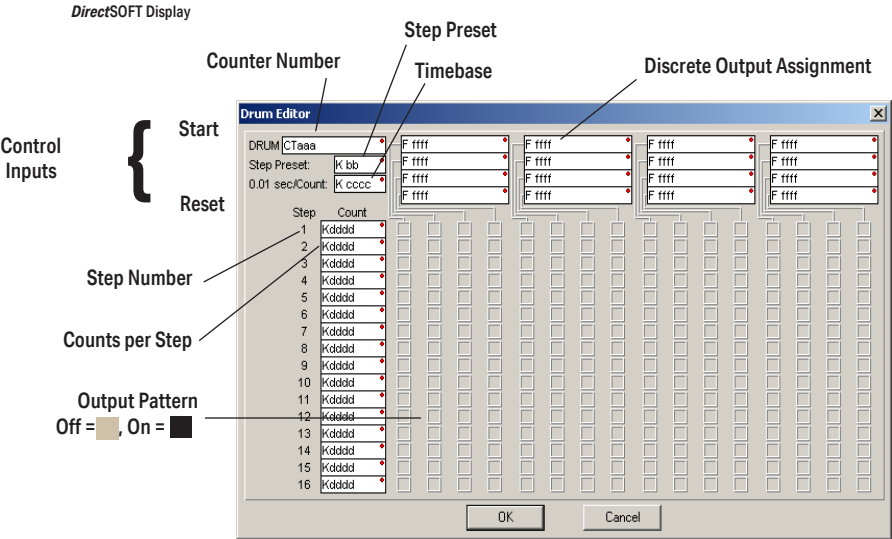 DirectSOFT Display
Step Preset
Counter Number
Timebase
Discrete Output Assignment
Control
Inputs
{
Start
Reset
Drum Editor
DRUM CTaaa
Step Preset: K bb
0.01 sec/Count: K cccc
F ffff F ffff F ffff F ffff
F ffff F ffff F ffff F ffff
F ffff F ffff F ffff F ffff
F ffff F ffff F ffff F ffff
Step Count
1 Kdddd
2 Kdddd
3 Kdddd
4 Kdddd
5 Kdddd
6 Kdddd
7 Kdddd
8 Kdddd
9 Kdddd
10 Kdddd
11 Kdddd
12 Kdddd
13 Kdddd
14 Kdddd
15 Kdddd
16 Kdddd
Step Number
Counts per Step
Output Pattern
Off = , On =
OK Cancel